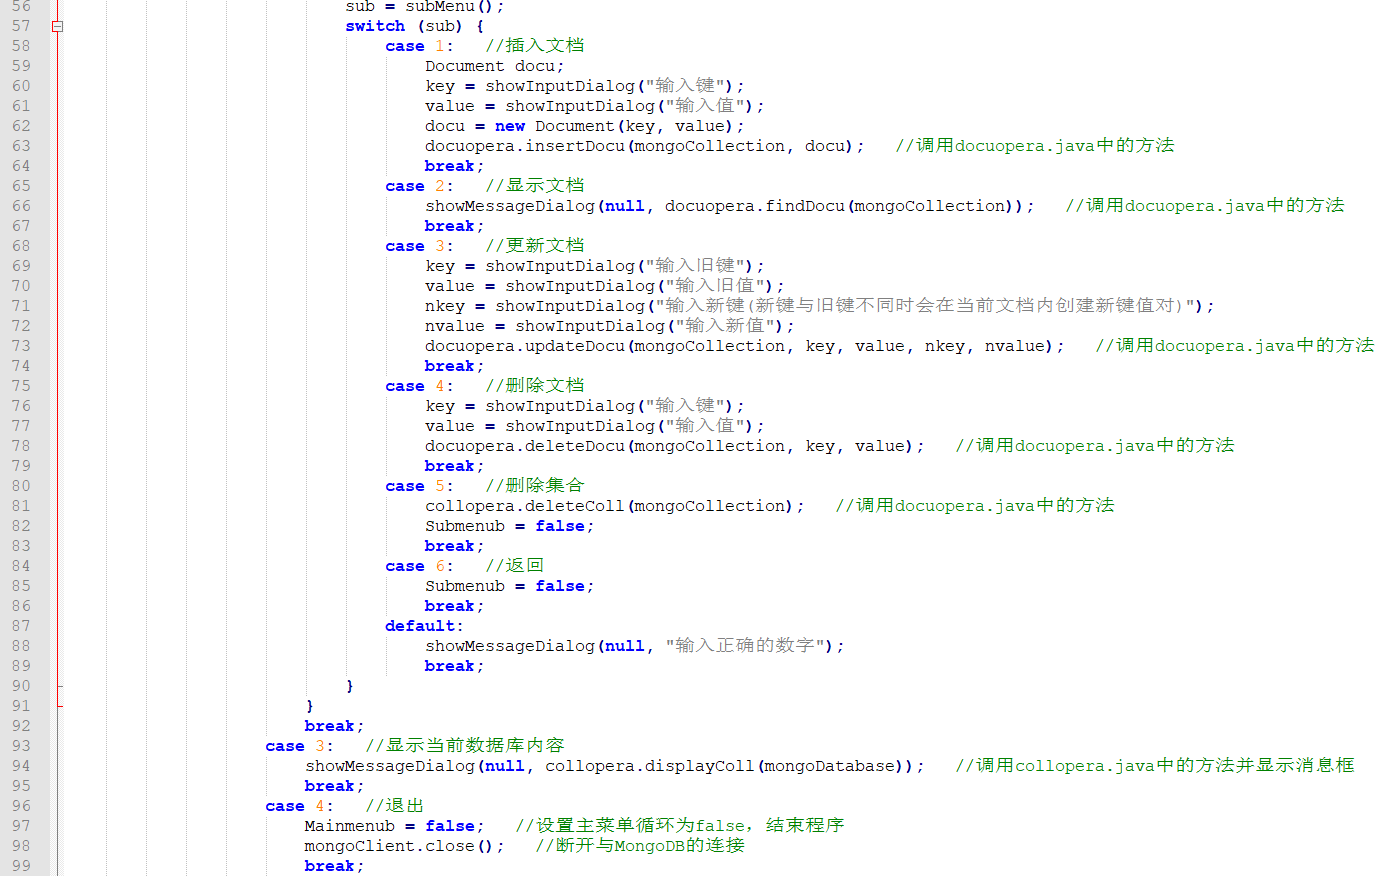 56 sub = subMenu();
57 switch (sub) {
58 case 1: //插入文档
59 Document docu;
60 key = showInputDialog("输入键");
61 value = showInputDialog("输入值");
62 docu = new Document(key, value);
63 docuopera.insertDocu(mongoCollection, docu); //调用docuopera.java中的方法
64 break;
65 case 2: //显示文档
66 showMessageDialog(null, docuopera.findDocu(mongoCollection)); //调用docuopera.java中的方法
67 break;
68 case 3: //更新文档
69 key = showInputDialog("输入旧键");
70 value = showInputDialog("输入旧值");
71 nkey = showInputDialog("输入新键(新键与旧键不同时会在当前文档内创建新键值对)");
72 nvalue = showInputDialog("输入新值");
73 docuopera.updateDocu(mongoCollection, key, value, nkey, nvalue); //调用docuopera.java中的方法
74 break;
75 case 4: //删除文档
76 key = showInputDialog("输入键");
77 value = showInputDialog("输入值");
78 docuopera.deleteDocu(mongoCollection, key, value); //调用docuopera.java中的方法
79 break;
80 case 5: //删除集合
81 collopera.deleteColl(mongoCollection); //调用docuopera.java中的方法
82 Submenub = false;
83 break;
84 case 6: //返回
85 Submenub = false;
86 break;
87 default:
88 showMessageDialog(null, "输入正确的数字");
89 break;
90 }
91 }
92 break;
93 case 3: //显示当前数据库内容
94 showMessageDialog(null, collopera.displayColl(mongoDatabase)); //调用collopera.java中的方法并显示消息框
95 break;
96 case 4: //退出
97 Mainmenub = false; //设置主菜单循环为false，结束程序
98 mongoClient.close(); //断开与MongoDB的连接
99 break;